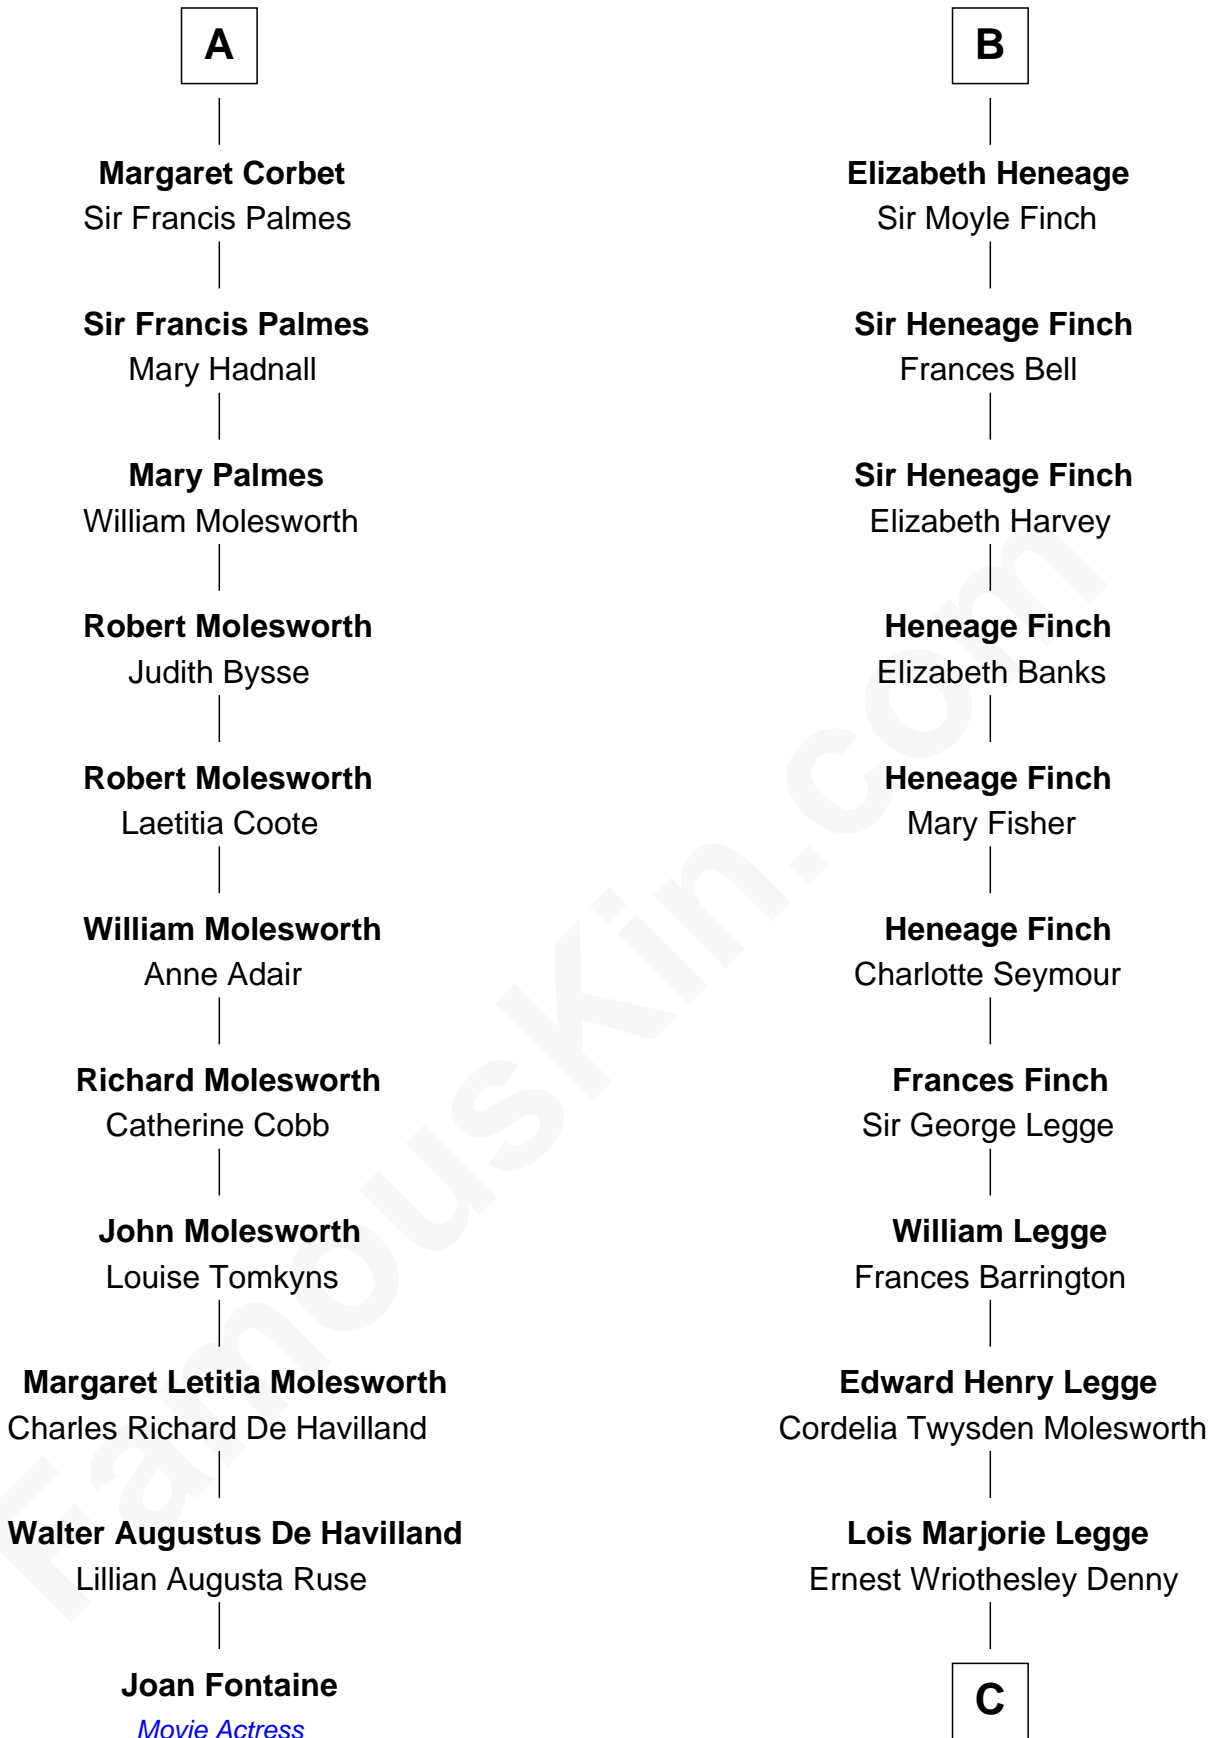 A
Margaret Corbet
Sir Francis Palmes
Sir Francis Palmes
Mary Hadnall
Mary Palmes
William Molesworth
Robert Molesworth
Judith Bysse
Robert Molesworth
Laetitia Coote
William Molesworth
Anne Adair
Richard Molesworth
Catherine Cobb
John Molesworth
Louise Tomkyns
Margaret Letitia Molesworth
Charles Richard De Havilland
Walter Augustus De Havilland
Lillian Augusta Ruse
Joan Fontaine
Movie Actress
B
Elizabeth Heneage
Sir Moyle Finch
Sir Heneage Finch
Frances Bell
Sir Heneage Finch
Elizabeth Harvey
Heneage Finch
Elizabeth Banks
Heneage Finch
Mary Fisher
Heneage Finch
Charlotte Seymour
Frances Finch
Sir George Legge
William Legge
Frances Barrington
Edward Henry Legge
Cordelia Twysden Molesworth
Lois Marjorie Legge
Ernest Wriothesley Denny
C
FamousKin.com